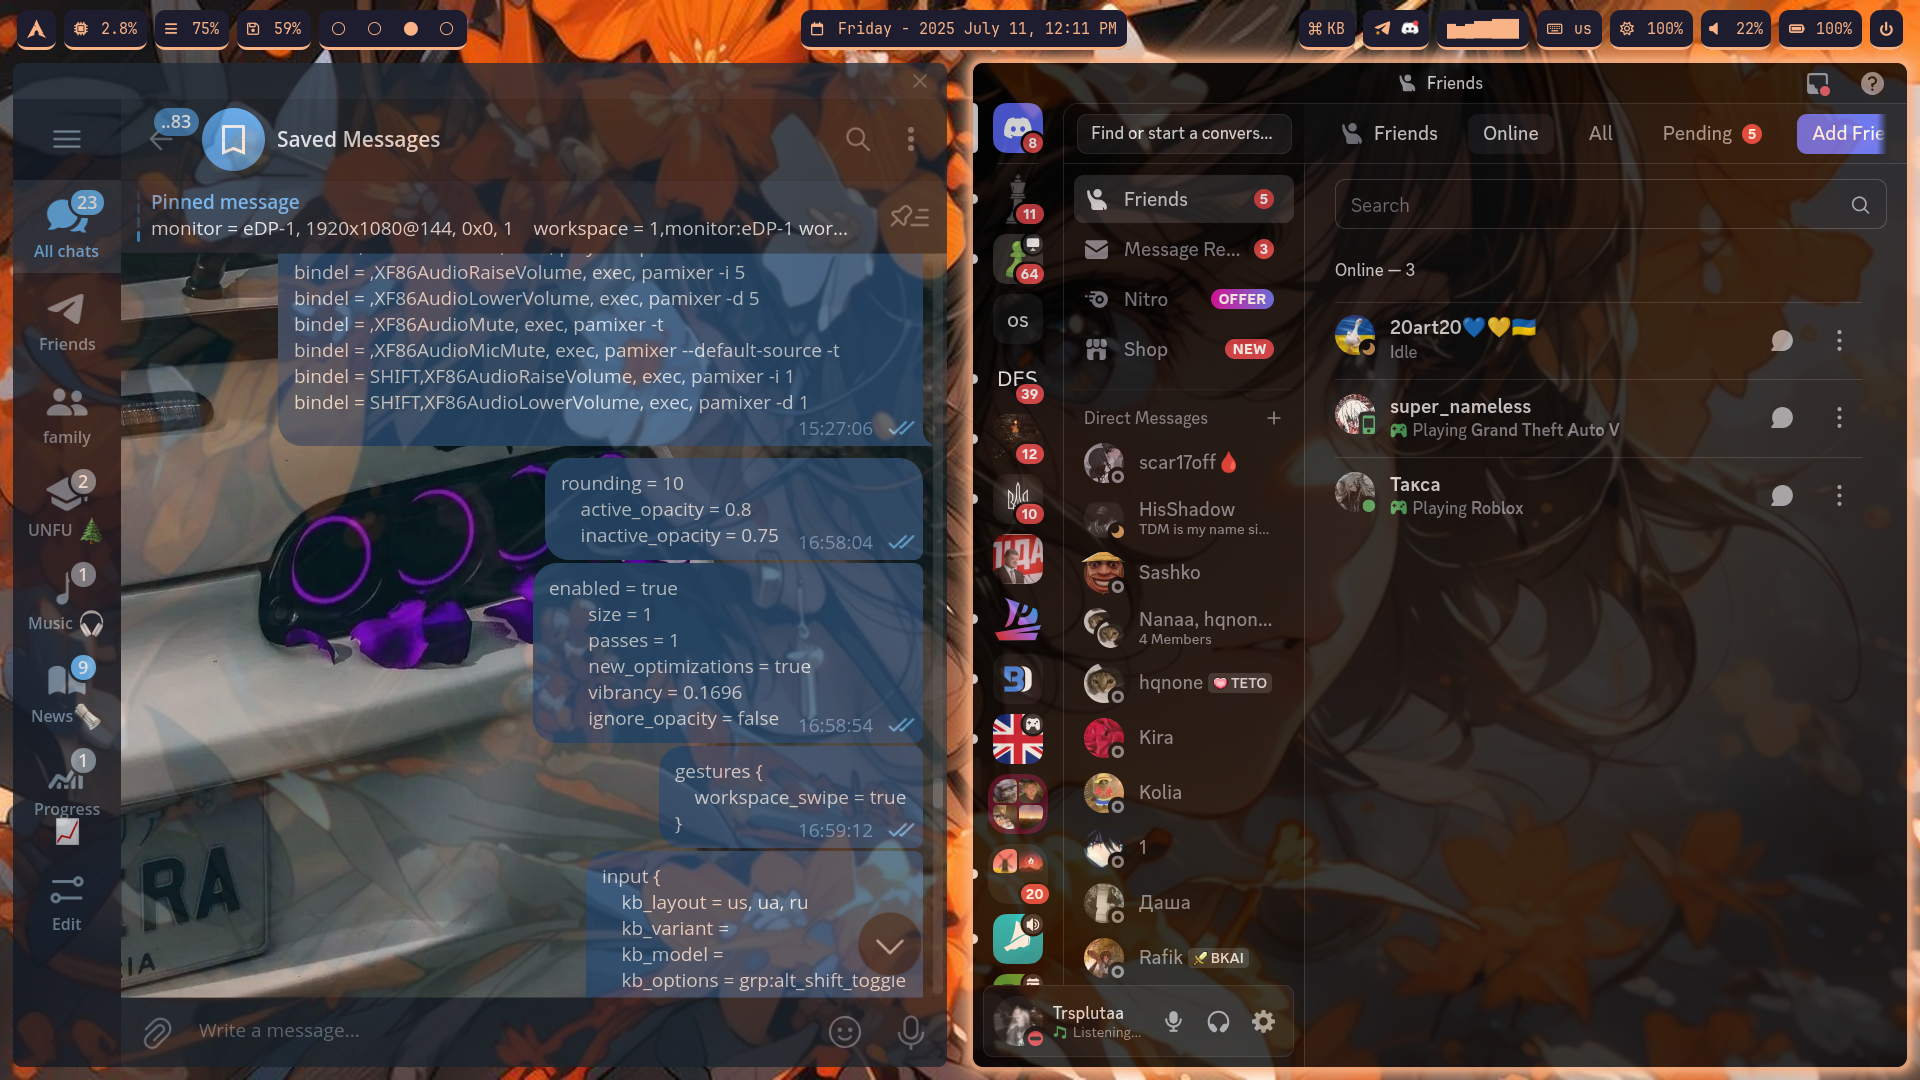 2.8%
75%
59%
Friday - 2025 July 11, 12:11 PM
⌘ KB
us
100%
22%
100%
..83
Saved Messages
Pinned message
monitor = eDP-1, 1920x1080@144, 0x0, 1    workspace = 1,monitor:eDP-1 wor...
23
All chats
Friends
family
2
UNFU 🌲
1
Music 🎧
9
News🗞️
1
Progress
📈
Edit
bindel = ,XF86AudioRaiseVolume, exec, pamixer -i 5
bindel = ,XF86AudioLowerVolume, exec, pamixer -d 5
bindel = ,XF86AudioMute, exec, pamixer -t
bindel = ,XF86AudioMicMute, exec, pamixer --default-source -t
bindel = SHIFT,XF86AudioRaiseVolume, exec, pamixer -i 1
bindel = SHIFT,XF86AudioLowerVolume, exec, pamixer -d 1
15:27:06
rounding = 10
active_opacity = 0.8
inactive_opacity = 0.75
16:58:04
enabled = true
size = 1
passes = 1
new_optimizations = true
vibrancy = 0.1696
ignore_opacity = false
16:58:54
gestures {
workspace_swipe = true
}
16:59:12
input {
kb_layout = us, ua, ru
kb_variant =
kb_model =
kb_options = grp:alt_shift_toggle
Write a message...
Friends
?
8
11
64
OS
DES
39
12
10
20
Find or start a convers...
Friends
5
Message Re...
3
Nitro
OFFER
Shop
NEW
Direct Messages
+
scar17off🩸
HisShadow
TDM is my name si...
Sashko
Nanaa, hqnon...
4 Members
hqnone
TETO
Kira
Kolia
1
Даша
Rafik
BKAI
Trsplutaa
Listening...
Friends
Online
All
Pending
5
Add Frie
Search
Online — 3
20art20💙💛🇺🇦
Idle
super_nameless
Playing Grand Theft Auto V
Такса
Playing Roblox